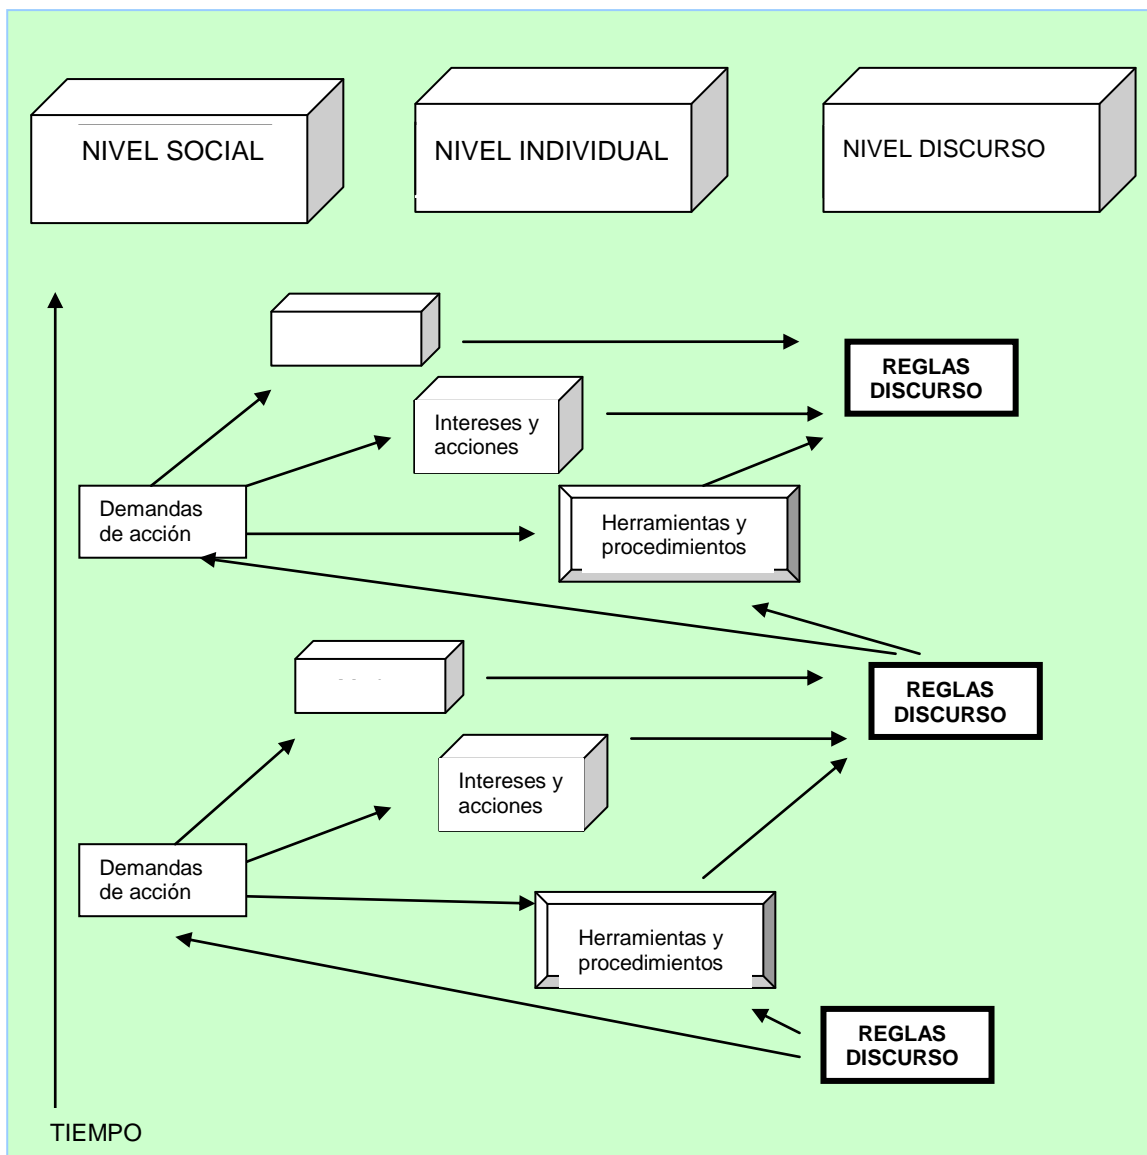 NIVEL SOCIAL
NIVEL INDIVIDUAL
NIVEL DISCURSO
REGLAS
DISCURSO
Intereses y
acciones
Demandas
de acción
Herramientas y
procedimientos
REGLAS
DISCURSO
Intereses y
acciones
Demandas
de acción
Herramientas y
procedimientos
REGLAS
DISCURSO
TIEMPO